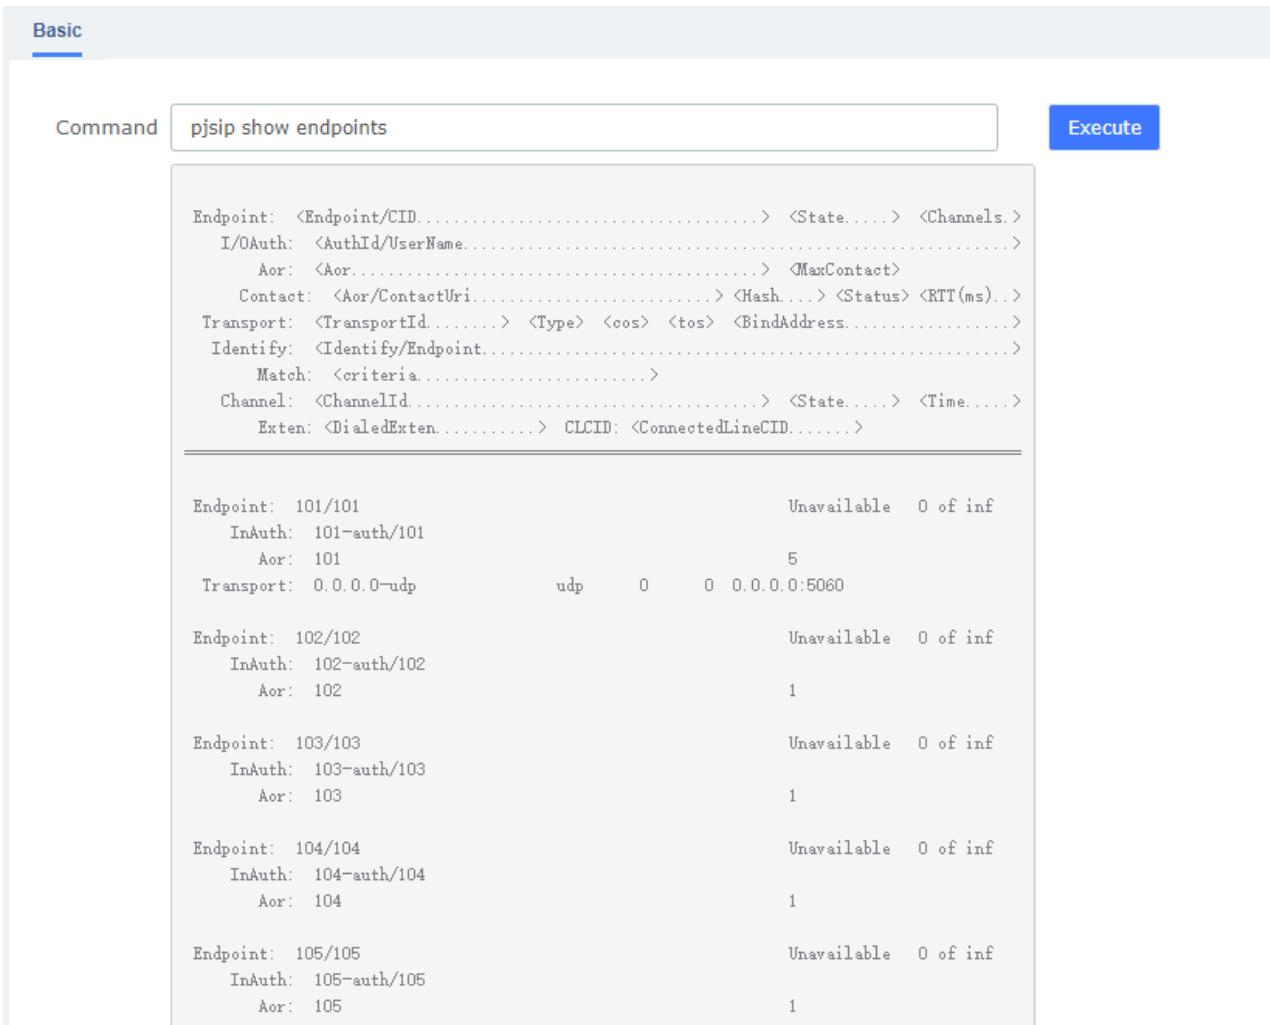 Basic
Command pjsip show endpoints Execute
Endpoint: <Endpoint/CID.....................................> <State.....> <Channels.>
I/OAuth: <AuthId/UserName...........................................................>
Aor: <Aor............................................> <MaxContact>
Contact: <Aor/ContactUri..........................> <Hash....> <Status> <RTT(ms)..>
Transport: <TransportId........> <Type> <cos> <tos> <BindAddress..................>
Identify: <Identify/Endpoint.........................................................>
Match: <criteria.........................>
Channel: <ChannelId......................................> <State.....> <Time.....>
Exten: <DialedExten...........> CLCID: <ConnectedLineCID.......>
Endpoint: 101/101 Unavailable 0 of inf
InAuth: 101-auth/101
Aor: 101 5
Transport: 0.0.0.0-udp udp 0 0 0.0.0.0:5060
Endpoint: 102/102 Unavailable 0 of inf
InAuth: 102-auth/102
Aor: 102 1
Endpoint: 103/103 Unavailable 0 of inf
InAuth: 103-auth/103
Aor: 103 1
Endpoint: 104/104 Unavailable 0 of inf
InAuth: 104-auth/104
Aor: 104 1
Endpoint: 105/105 Unavailable 0 of inf
InAuth: 105-auth/105
Aor: 105 1